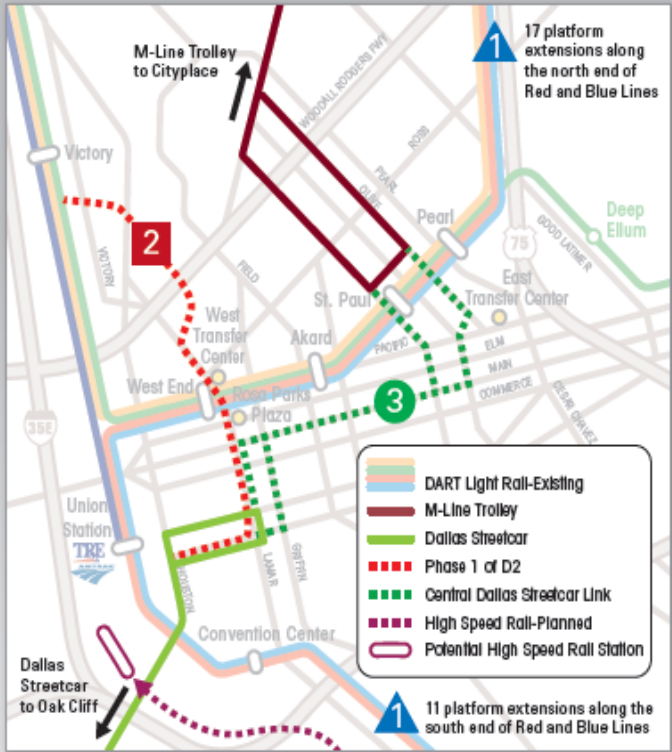 M-Line Trolley
to Cityplace
1
17 platform
extensions along
the north end of
Red and Blue Lines
WOODALL RODGERS FWY
ROSS
PEARL
OLIVE
Victory
2
VICTORY
FIELD
Pearl
75
GOOD LATIMER
Deep
Ellum
St. Paul
East
Transfer Center
West
Transfer
Center
Akard
PACIFIC
ELM
MAIN
COMMERCE
CESAR CHAVEZ
West End
Rosa Parks
Plaza
3
35E
Union
Station
TRE
AMTRAK
HOUSTON
LAMAR
GRIFFIN
Convention Center
DART Light Rail-Existing
M-Line Trolley
Dallas Streetcar
Phase 1 of D2
Central Dallas Streetcar Link
High Speed Rail-Planned
Potential High Speed Rail Station
Dallas
Streetcar
to Oak Cliff
1
11 platform extensions along the
south end of Red and Blue Lines